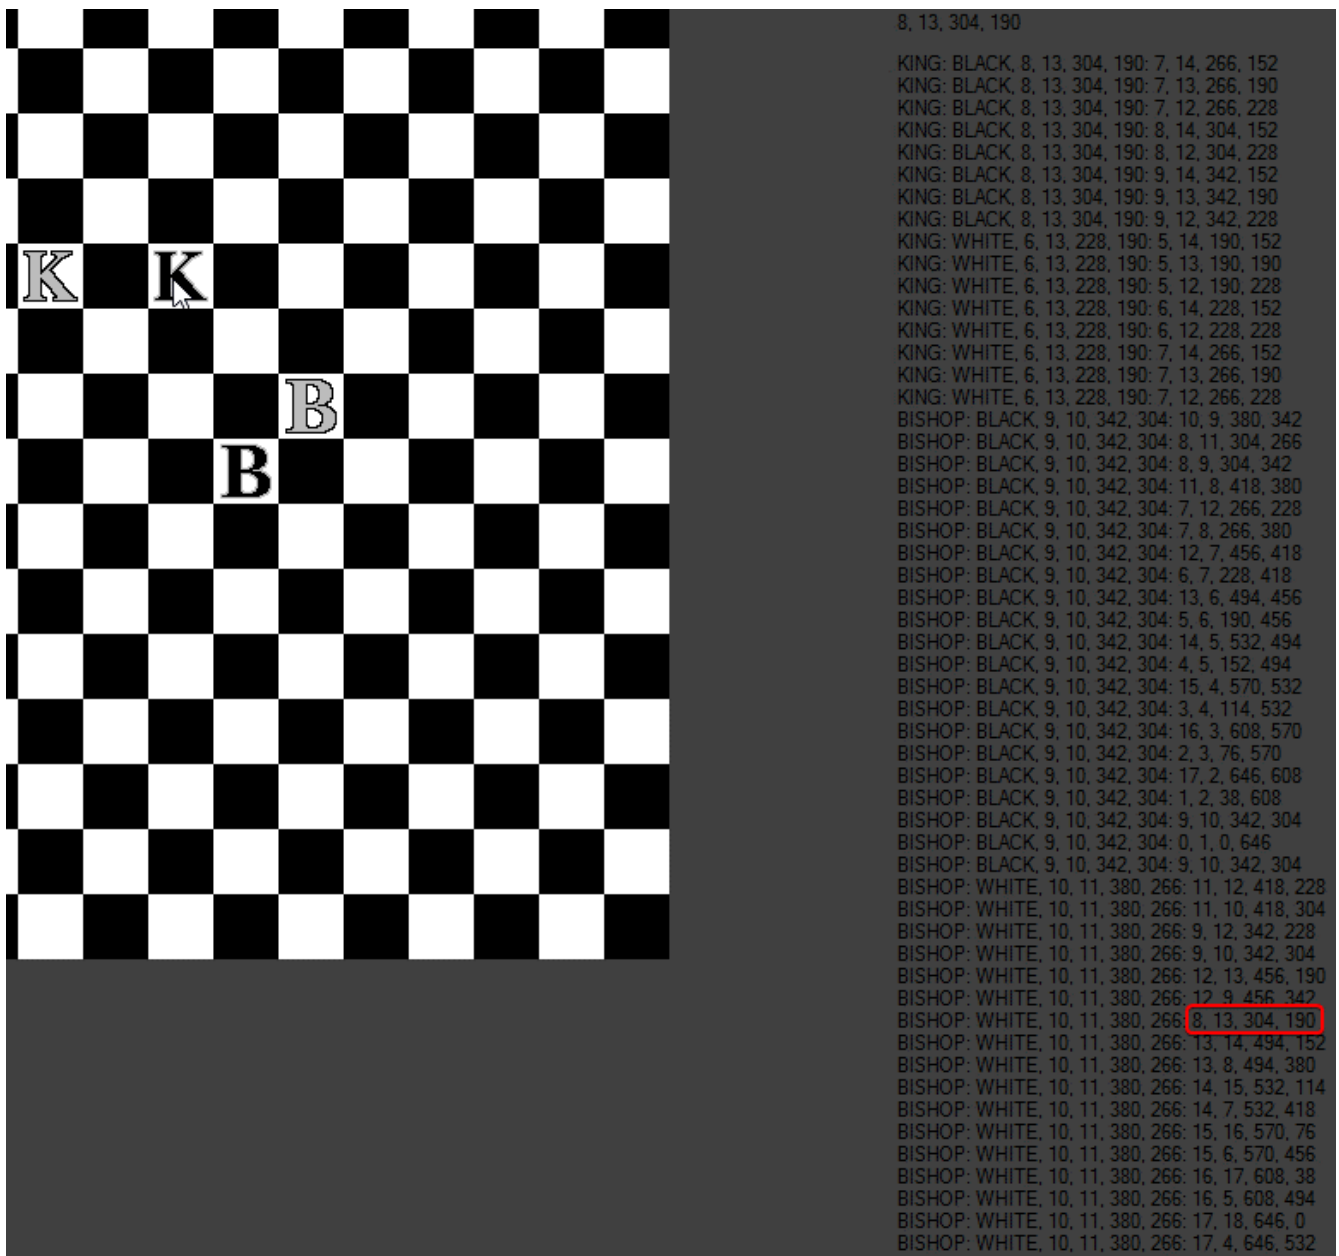 8, 13, 304, 190
KING: BLACK, 8, 13, 304, 190: 7, 14, 266, 152
KING: BLACK, 8, 13, 304, 190: 7, 13, 266, 190
KING: BLACK, 8, 13, 304, 190: 7, 12, 266, 228
KING: BLACK, 8, 13, 304, 190: 8, 14, 304, 152
KING: BLACK, 8, 13, 304, 190: 8, 12, 304, 228
KING: BLACK, 8, 13, 304, 190: 9, 14, 342, 152
KING: BLACK, 8, 13, 304, 190: 9, 13, 342, 190
KING: BLACK, 8, 13, 304, 190: 9, 12, 342, 228
KING: WHITE, 6, 13, 228, 190: 5, 14, 190, 152
KING: WHITE, 6, 13, 228, 190: 5, 13, 190, 190
KING: WHITE, 6, 13, 228, 190: 5, 12, 190, 228
KING: WHITE, 6, 13, 228, 190: 6, 14, 228, 152
KING: WHITE, 6, 13, 228, 190: 6, 12, 228, 228
KING: WHITE, 6, 13, 228, 190: 7, 14, 266, 152
KING: WHITE, 6, 13, 228, 190: 7, 13, 266, 190
KING: WHITE, 6, 13, 228, 190: 7, 12, 266, 228
BISHOP: BLACK, 9, 10, 342, 304: 10, 9, 380, 342
BISHOP: BLACK, 9, 10, 342, 304: 8, 11, 304, 266
BISHOP: BLACK, 9, 10, 342, 304: 8, 9, 304, 342
BISHOP: BLACK, 9, 10, 342, 304: 11, 8, 418, 380
BISHOP: BLACK, 9, 10, 342, 304: 7, 12, 266, 228
BISHOP: BLACK, 9, 10, 342, 304: 7, 8, 266, 380
BISHOP: BLACK, 9, 10, 342, 304: 12, 7, 456, 418
BISHOP: BLACK, 9, 10, 342, 304: 6, 7, 228, 418
BISHOP: BLACK, 9, 10, 342, 304: 13, 6, 494, 456
BISHOP: BLACK, 9, 10, 342, 304: 5, 6, 190, 456
BISHOP: BLACK, 9, 10, 342, 304: 14, 5, 532, 494
BISHOP: BLACK, 9, 10, 342, 304: 4, 5, 152, 494
BISHOP: BLACK, 9, 10, 342, 304: 15, 4, 570, 532
BISHOP: BLACK, 9, 10, 342, 304: 3, 4, 114, 532
BISHOP: BLACK, 9, 10, 342, 304: 16, 3, 608, 570
BISHOP: BLACK, 9, 10, 342, 304: 2, 3, 76, 570
BISHOP: BLACK, 9, 10, 342, 304: 17, 2, 646, 608
BISHOP: BLACK, 9, 10, 342, 304: 1, 2, 38, 608
BISHOP: BLACK, 9, 10, 342, 304: 9, 10, 342, 304
BISHOP: BLACK, 9, 10, 342, 304: 0, 1, 0, 646
BISHOP: BLACK, 9, 10, 342, 304: 9, 10, 342, 304
BISHOP: WHITE, 10, 11, 380, 266: 11, 12, 418, 228
BISHOP: WHITE, 10, 11, 380, 266: 11, 10, 418, 304
BISHOP: WHITE, 10, 11, 380, 266: 9, 12, 342, 228
BISHOP: WHITE, 10, 11, 380, 266: 9, 10, 342, 304
BISHOP: WHITE, 10, 11, 380, 266: 12, 13, 456, 190
BISHOP: WHITE, 10, 11, 380, 266: 12, 9, 456, 342
BISHOP: WHITE, 10, 11, 380, 266: 8, 13, 304, 190
BISHOP: WHITE, 10, 11, 380, 266: 13, 14, 494, 152
BISHOP: WHITE, 10, 11, 380, 266: 13, 8, 494, 380
BISHOP: WHITE, 10, 11, 380, 266: 14, 15, 532, 114
BISHOP: WHITE, 10, 11, 380, 266: 14, 7, 532, 418
BISHOP: WHITE, 10, 11, 380, 266: 15, 16, 570, 76
BISHOP: WHITE, 10, 11, 380, 266: 15, 6, 570, 456
BISHOP: WHITE, 10, 11, 380, 266: 16, 17, 608, 38
BISHOP: WHITE, 10, 11, 380, 266: 16, 5, 608, 494
BISHOP: WHITE, 10, 11, 380, 266: 17, 18, 646, 0
BISHOP: WHITE, 10, 11, 380, 266: 17, 4, 646, 532
K K
B
B